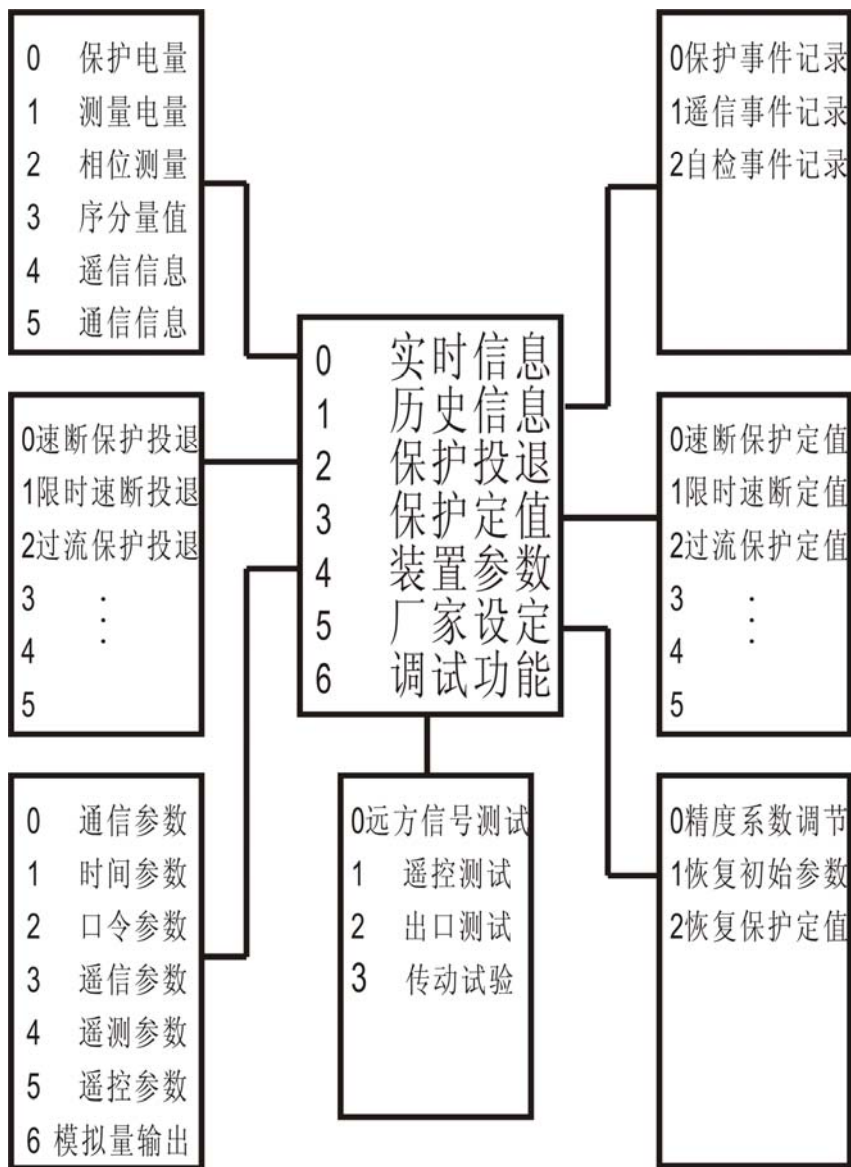 0 保护电量
1 测量电量
2 相位测量
3 序分量值
4 遥信信息
5 通信信息
0保护事件记录
1遥信事件记录
2自检事件记录
0 实时信息
1 历史信息
2 保护投退
3 保护定值
4 装置参数
5 厂家设定
6 调试功能
0速断保护投退
1限时速断投退
2过流保护投退
3
4
5
0速断保护定值
1限时速断定值
2过流保护定值
3
4
5
0 通信参数
1 时间参数
2 口令参数
3 遥信参数
4 遥测参数
5 遥控参数
6 模拟量输出
0远方信号测试
1 遥控测试
2 出口测试
3 传动试验
0精度系数调节
1恢复初始参数
2恢复保护定值